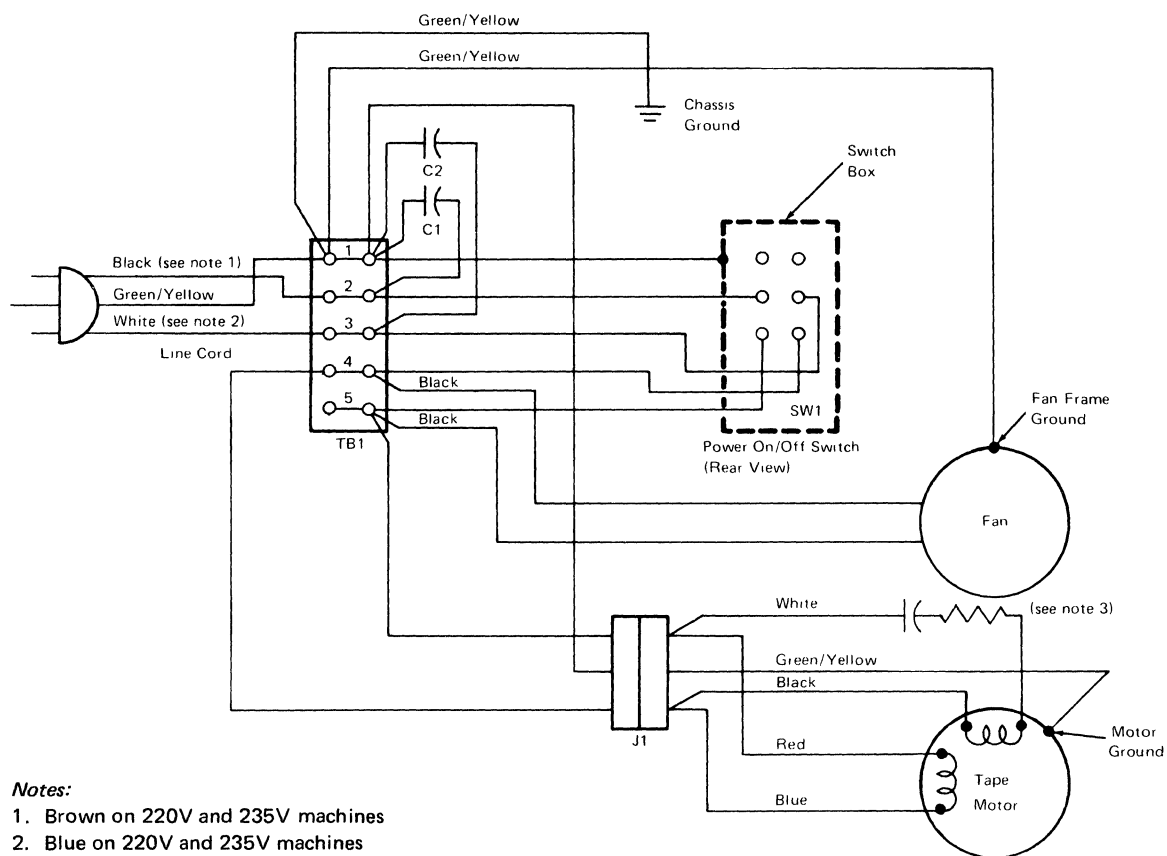 Green/Yellow
Green/Yellow
Chassis
Ground
C2
Switch
Box
C1
1
Black (see note 1)
2
Green/Yellow
White (see note 2)
3
Line Cord
4
Black
5
Black
SW1
TB1
Power On/Off Switch
(Rear View)
Fan Frame
Ground
Fan
White
(see note 3)
Green/Yellow
Black
J1
Motor
Ground
Red
Tape
Motor
Blue
Notes:
1. Brown on 220V and 235V machines
2. Blue on 220V and 235V machines